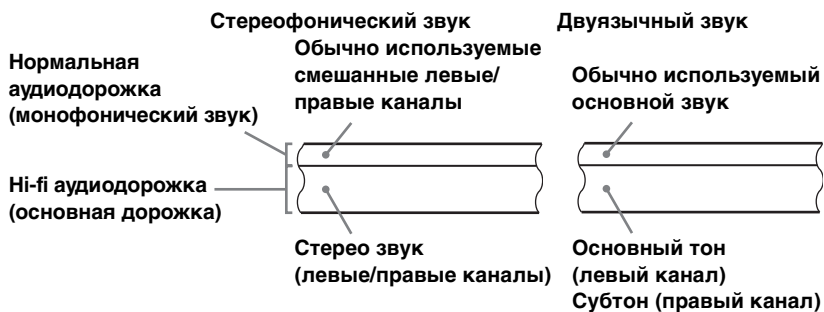 Стереофонический звук
Двуязычный звук
Нормальная
аудиодорожка
(монофонический звук)
Обычно используемые
смешанные левые/
правые каналы
Обычно используемый
основной звук
Hi-fi аудиодорожка
(основная дорожка)
Стерео звук
(левые/правые каналы)
Основный тон
(левый канал)
Субтон (правый канал)